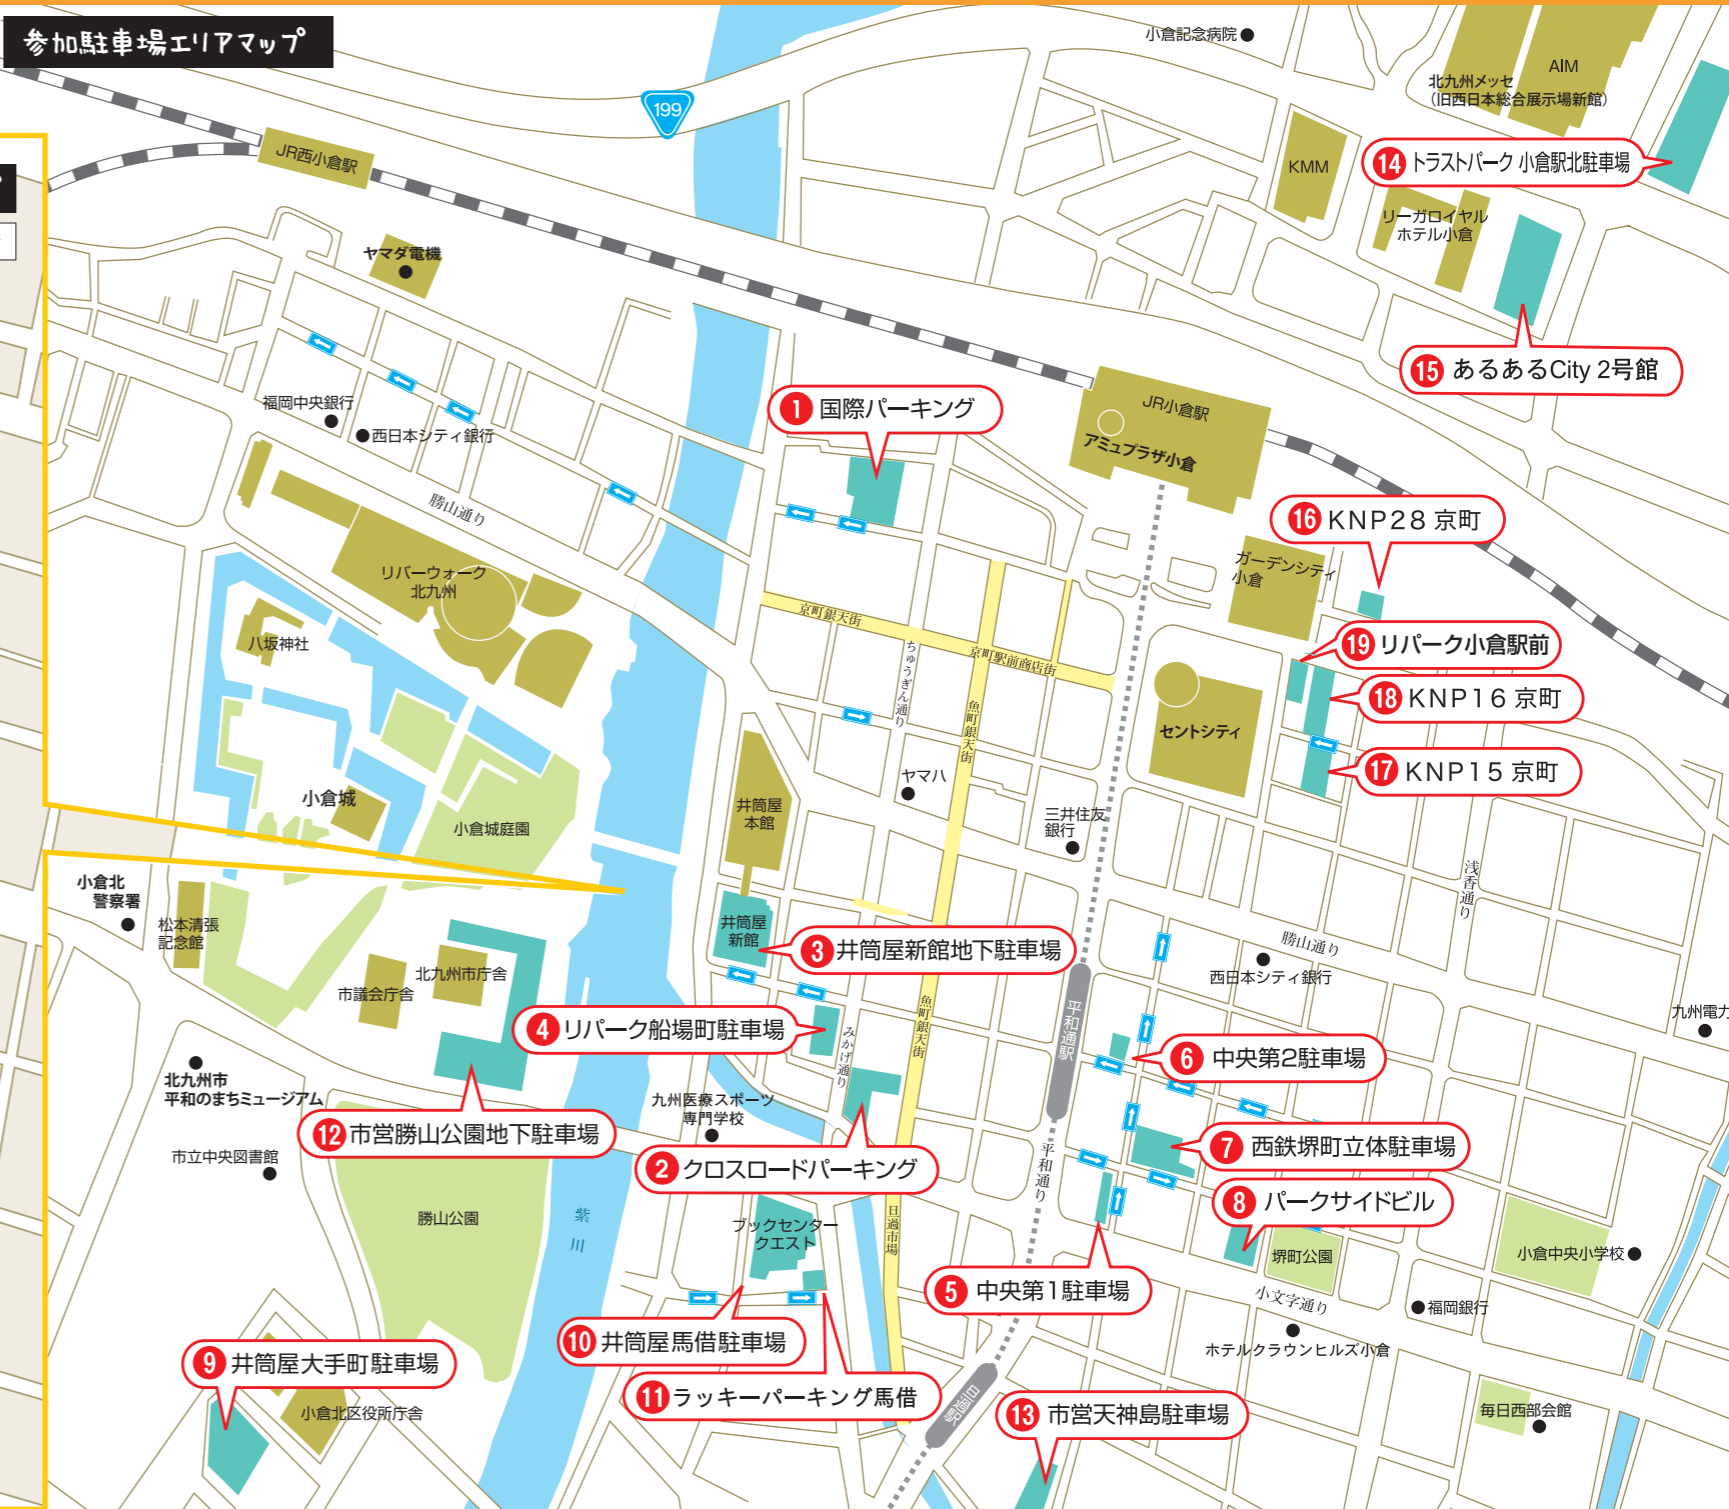 参加駐車場エリアマップ
小倉記念病院
AIM
北九州メッセ
（旧西日本総合展示場新館）
199
JR西小倉駅
KMM
14 トラストパーク 小倉駅北駐車場
リーガロイヤル
ホテル小倉
ヤマダ電機
15 あるあるCity 2号館
福岡中央銀行
西日本シティ銀行
1 国際パーキング
JR小倉駅
アミュプラザ小倉
勝山通り
16 KNP28 京町
ガーデンシティ
小倉
リバーウォーク
北九州
京町銀天街
八坂神社
ちゅうぎん通り
京町駅前商店街
19 リパーク小倉駅前
18 KNP16 京町
魚町銀天街
セントシティ
17 KNP15 京町
ヤマハ
小倉城
井筒屋
本館
小倉城庭園
三井住友
銀行
浅香通り
小倉北
警察署
松本清張
記念館
井筒屋
新館
3 井筒屋新館地下駐車場
勝山通り
西日本シティ銀行
北九州市庁舎
市議会庁舎
魚町銀天街
平和通駅
九州電力
4 リパーク船場町駐車場
みかげ通り
6 中央第2駐車場
北九州市
平和のまちミュージアム
九州医療スポーツ
専門学校
12 市営勝山公園地下駐車場
7 西鉄堺町立体駐車場
市立中央図書館
2 クロスロードパーキング
平和通り
8 パークサイドビル
勝山公園
紫川
ブックセンター
クエスト
旦過市場
堺町公園
小倉中央小学校
5 中央第1駐車場
小文字通り
福岡銀行
10 井筒屋馬借駐車場
ホテルクラウンヒルズ小倉
9 井筒屋大手町駐車場
11 ラッキーパーキング馬借
旦過駅
13 市営天神島駐車場
小倉北区役所庁舎
毎日西部会館